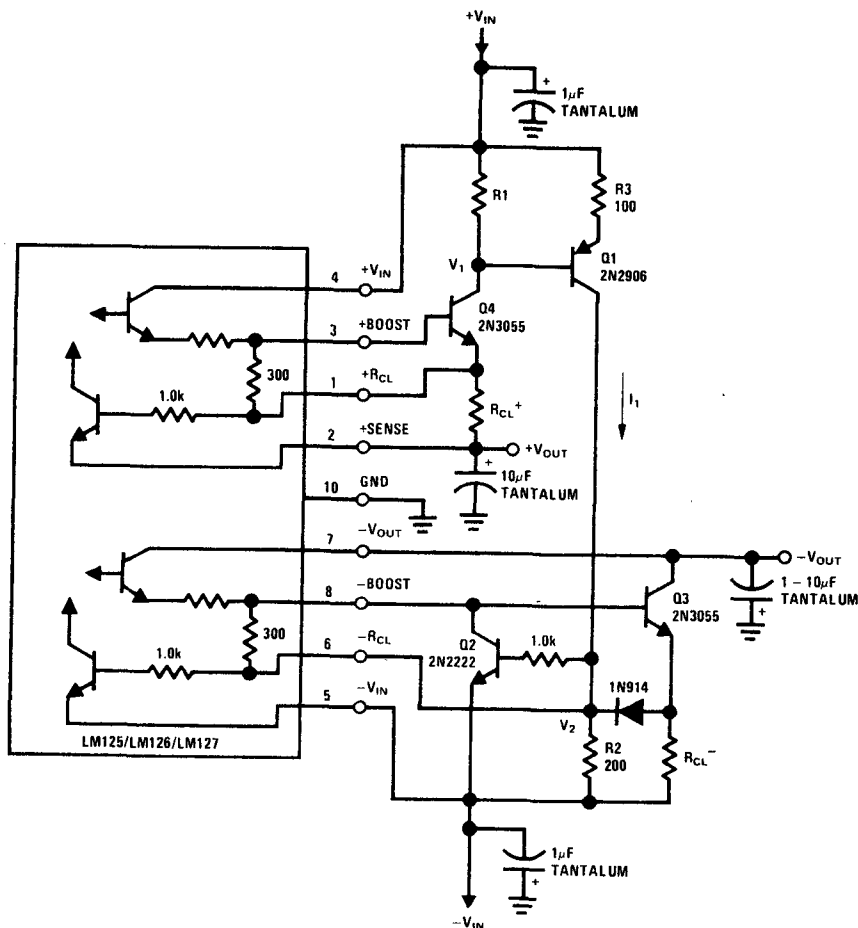 +VIN
+
1μF
TANTALUM
R1
R3
100
V1
Q1
2N2906
4
+VIN
Q4
2N3055
3
+BOOST
300
1
+RCL
1.0k
RCL+
I1
2
+SENSE
+VOUT
+
10μF
TANTALUM
10
GND
7
−VOUT
−VOUT
8
−BOOST
1 – 10μF
TANTALUM
+
Q3
2N3055
300
Q2
2N2222
1.0k
6
−RCL
1.0k
1N914
5
−VIN
V2
R2
200
RCL−
LM125/LM126/LM127
1μF
TANTALUM
+
−VIN